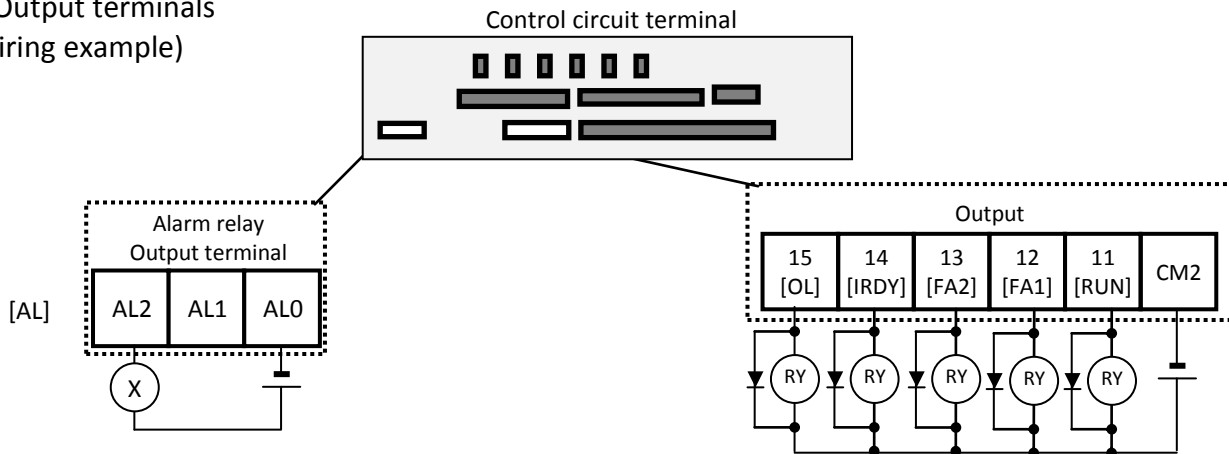 Output terminals
iring example)
Control circuit terminal
Alarm relay
Output terminal
[AL]
AL2 AL1 AL0
X
Output
15 14 13 12 11 CM2
[OL] [IRDY] [FA2] [FA1] [RUN]
RY RY RY RY RY